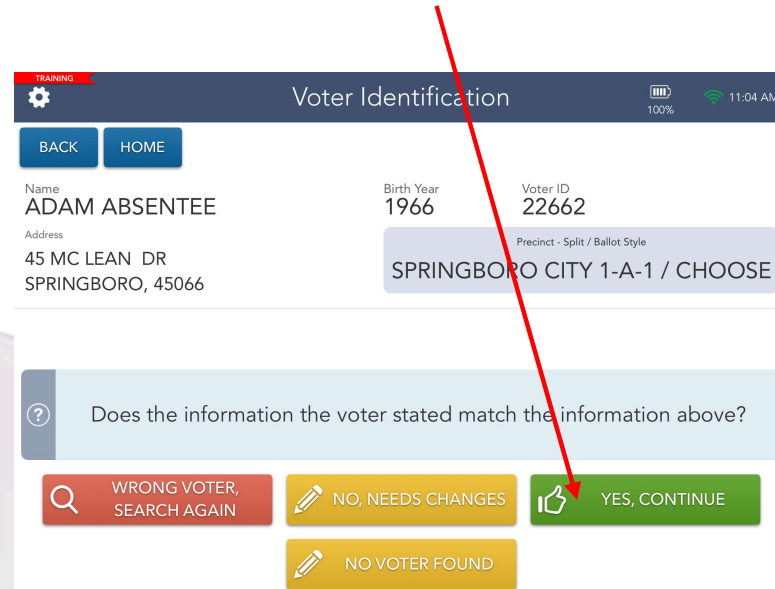 TRAINING
Voter Identification
100%
11:04 AM
BACK HOME
Name Birth Year Voter ID
ADAM ABSENTEE 1966 22662
Address Precinct - Split / Ballot Style
45 MC LEAN DR SPRINGBORO CITY 1-A-1 / CHOOSE
SPRINGBORO, 45066
? Does the information the voter stated match the information above?
WRONG VOTER,
SEARCH AGAIN
NO, NEEDS CHANGES
YES, CONTINUE
NO VOTER FOUND